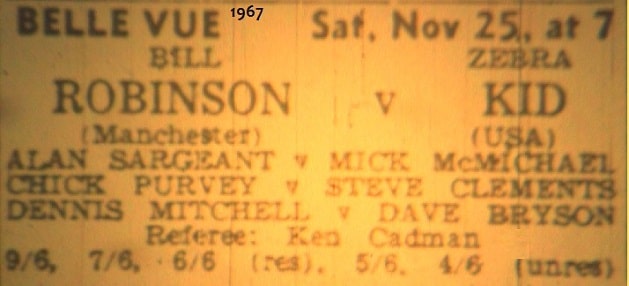 BELLE VUE 1967 Sat, Nov 25, at 7
BILL ZEBRA
ROBINSON v KID
(Manchester) (USA)
ALAN SARGEANT v MICK McMICHAEL
CHICK PURVEY v STEVE CLEMENTS
DENNIS MITCHELL v DAVE BRYSON
Referee: Ken Cadman
9/6, 7/6, 6/6 (res), 5/6, 4/6 (unres)